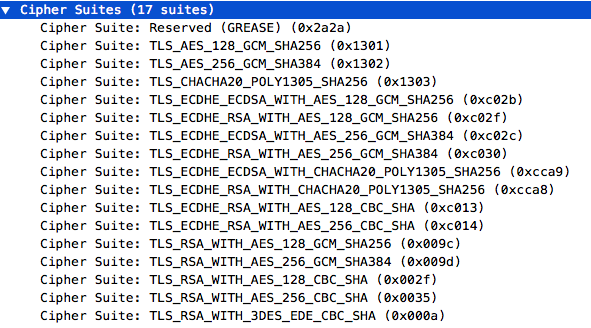 Cipher Suites (17 suites)
Cipher Suite: Reserved (GREASE) (0x2a2a)
Cipher Suite: TLS_AES_128_GCM_SHA256 (0x1301)
Cipher Suite: TLS_AES_256_GCM_SHA384 (0x1302)
Cipher Suite: TLS_CHACHA20_POLY1305_SHA256 (0x1303)
Cipher Suite: TLS_ECDHE_ECDSA_WITH_AES_128_GCM_SHA256 (0xc02b)
Cipher Suite: TLS_ECDHE_RSA_WITH_AES_128_GCM_SHA256 (0xc02f)
Cipher Suite: TLS_ECDHE_ECDSA_WITH_AES_256_GCM_SHA384 (0xc02c)
Cipher Suite: TLS_ECDHE_RSA_WITH_AES_256_GCM_SHA384 (0xc030)
Cipher Suite: TLS_ECDHE_ECDSA_WITH_CHACHA20_POLY1305_SHA256 (0xcca9)
Cipher Suite: TLS_ECDHE_RSA_WITH_CHACHA20_POLY1305_SHA256 (0xcca8)
Cipher Suite: TLS_ECDHE_RSA_WITH_AES_128_CBC_SHA (0xc013)
Cipher Suite: TLS_ECDHE_RSA_WITH_AES_256_CBC_SHA (0xc014)
Cipher Suite: TLS_RSA_WITH_AES_128_GCM_SHA256 (0x009c)
Cipher Suite: TLS_RSA_WITH_AES_256_GCM_SHA384 (0x009d)
Cipher Suite: TLS_RSA_WITH_AES_128_CBC_SHA (0x002f)
Cipher Suite: TLS_RSA_WITH_AES_256_CBC_SHA (0x0035)
Cipher Suite: TLS_RSA_WITH_3DES_EDE_CBC_SHA (0x000a)